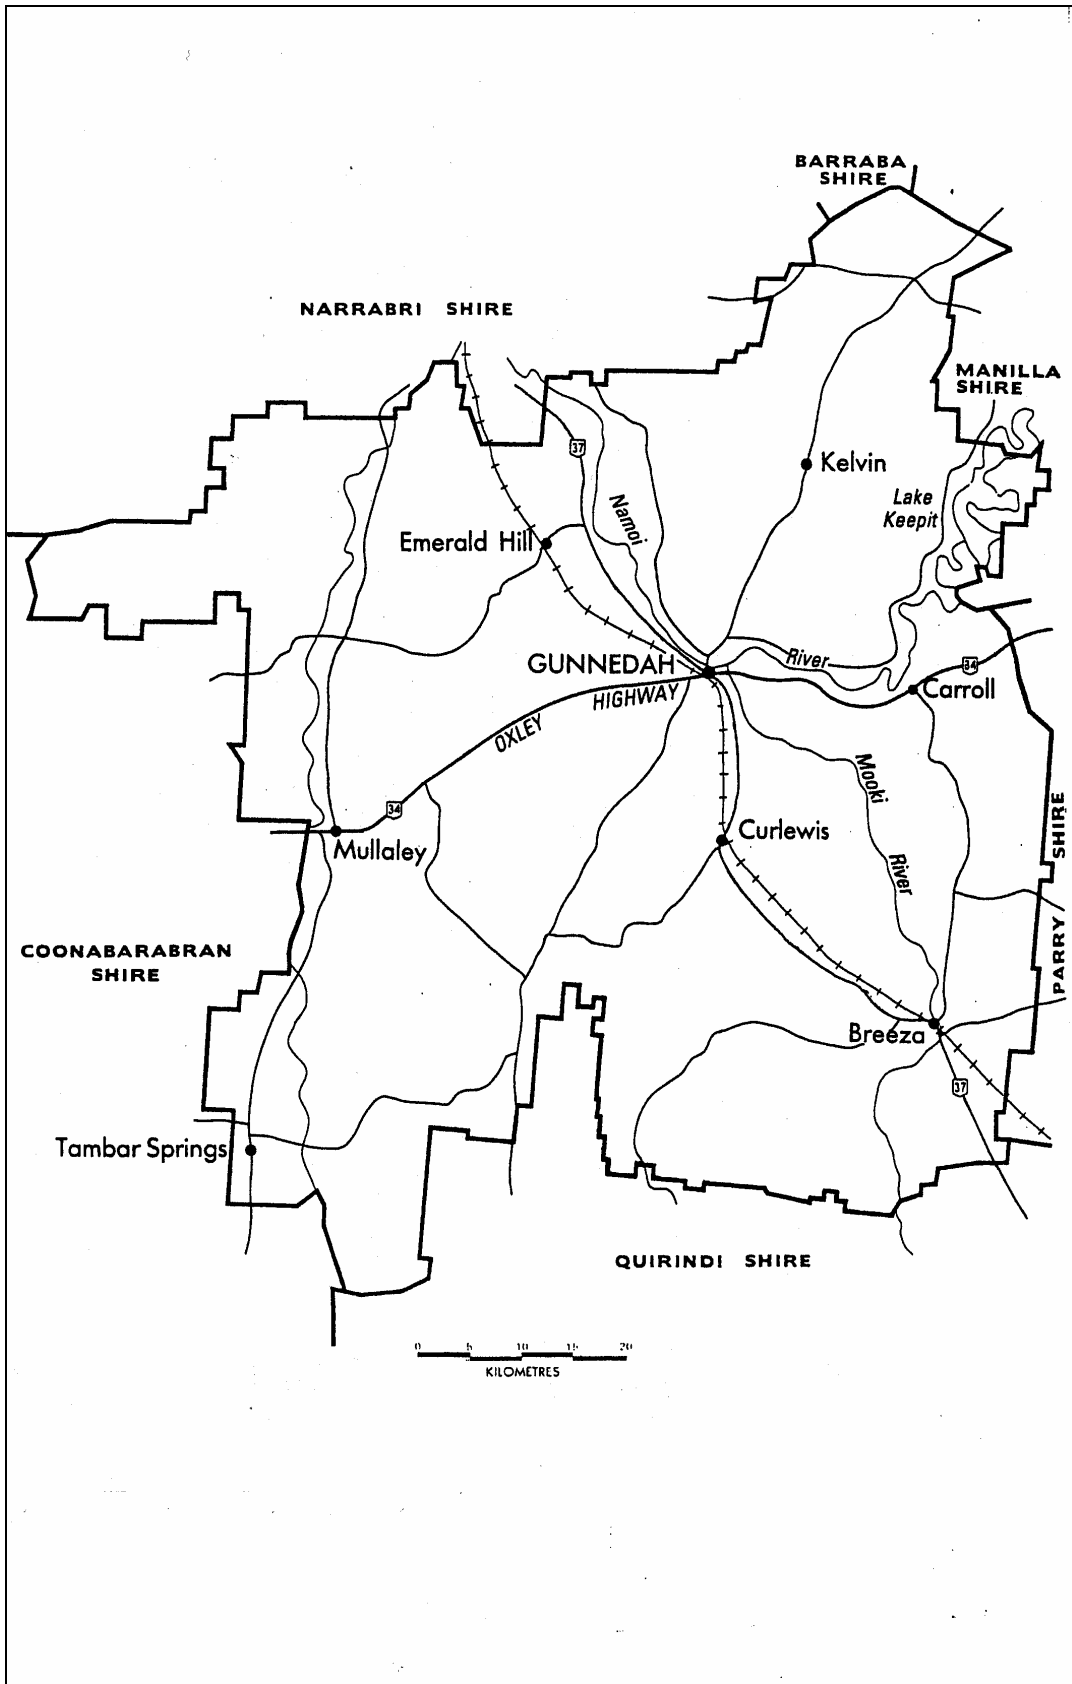 BARRABA
SHIRE
NARRABRI SHIRE
MANILLA
SHIRE
37
Kelvin
Lake
Keepit
Namoi
Emerald Hill
GUNNEDAH
River
34
Carroll
HIGHWAY
OXLEY
34
Mullaley
Mooki
River
Curlewis
PARRY SHIRE
COONABARABRAN
SHIRE
Breeza
37
Tambar Springs
QUIRINDI SHIRE
0 5 10 15 20
KILOMETRES